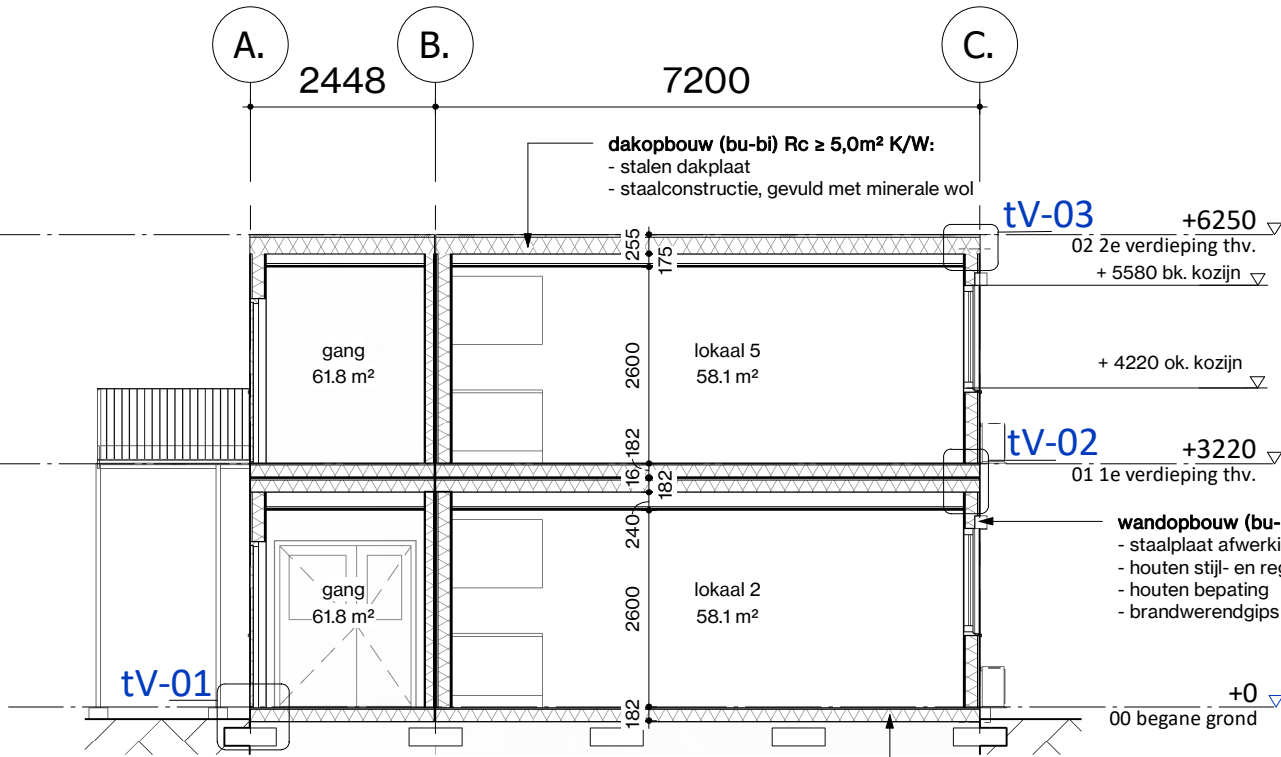 A.
B.
C.
2448
7200
dakopbouw (bu-bi) Rc ≥ 5,0m² K/W:
- stalen dakplaat
- staalconstructie, gevuld met minerale wol
tV-03
+6250
02 2e verdieping thv.
+ 5580 bk. kozijn
255
175
gang
61.8 m²
2600
lokaal 5
58.1 m²
+ 4220 ok. kozijn
182
16
182
tV-02
+3220
01 1e verdieping thv.
240
wandopbouw (bu-
- staalplaat afwerki
- houten stijl- en reg
- houten bepating
- brandwerendgips
gang
61.8 m²
2600
lokaal 2
58.1 m²
tV-01
182
+0
00 begane grond